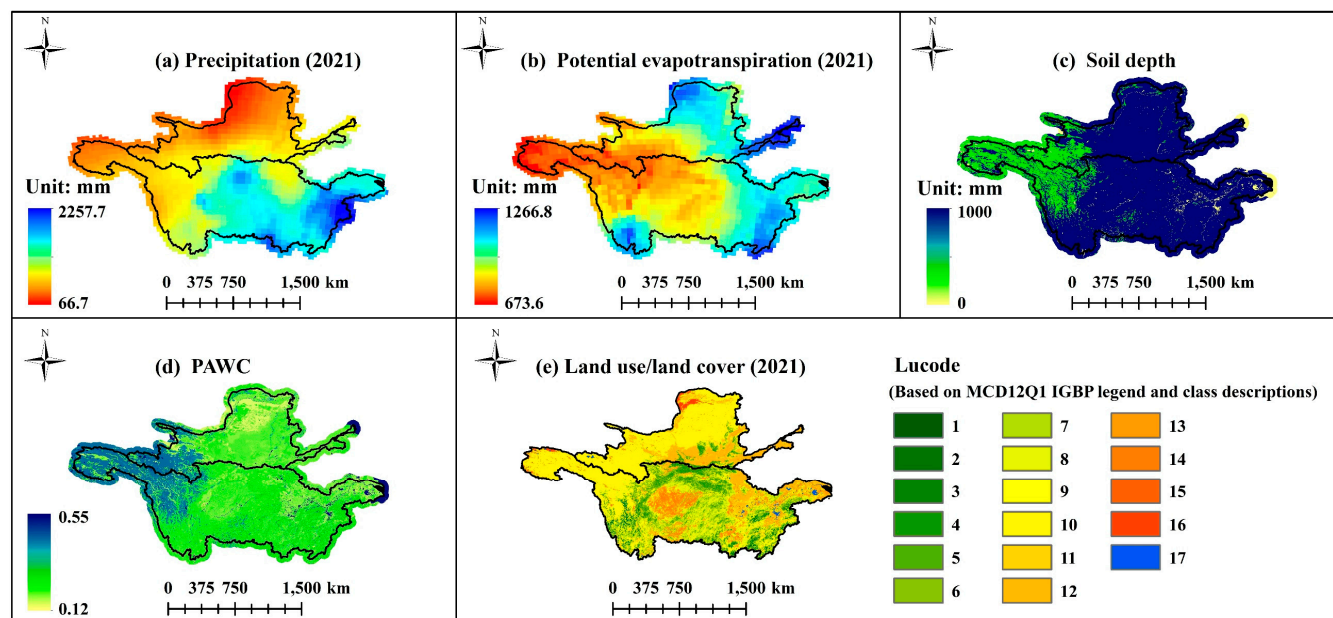 N
(a) Precipitation (2021)
Unit: mm
2257.7
66.7
0 375 750 1,500 km
N
(b) Potential evapotranspiration (2021)
Unit: mm
1266.8
673.6
0 375 750 1,500 km
N
(c) Soil depth
Unit: mm
1000
0
0 375 750 1,500 km
N
(d) PAWC
0.55
0.12
0 375 750 1,500 km
N
(e) Land use/land cover (2021)
0 375 750 1,500 km
Lucode
(Based on MCD12Q1 IGBP legend and class descriptions)
1
2
3
4
5
6
7
8
9
10
11
12
13
14
15
16
17